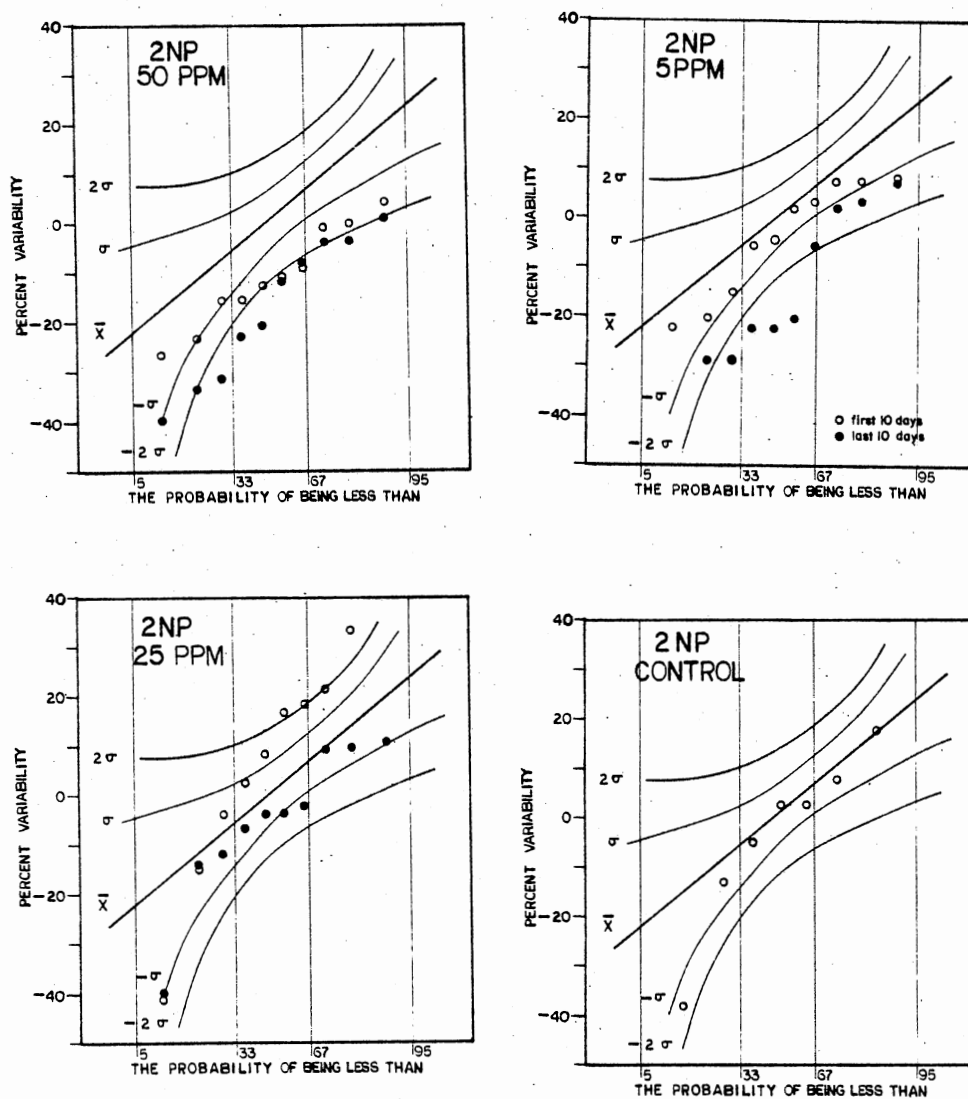 2NP
50 PPM
40
20
0
−20
−40
PERCENT VARIABILITY
2σ
σ
X̄
−σ
−2σ
5 33 67 95
THE PROBABILITY OF BEING LESS THAN
2NP
5PPM
40
20
0
−20
−40
PERCENT VARIABILITY
2σ
σ
X̄
−σ
−2σ
○ first 10 days
● last 10 days
5 33 67 95
THE PROBABILITY OF BEING LESS THAN
2NP
25 PPM
40
20
0
−20
−40
PERCENT VARIABILITY
2σ
σ
X̄
−σ
−2σ
5 33 67 95
THE PROBABILITY OF BEING LESS THAN
2NP
CONTROL
40
20
0
−20
−40
PERCENT VARIABILITY
2σ
σ
X̄
−σ
−2σ
5 33 67 95
THE PROBABILITY OF BEING LESS THAN